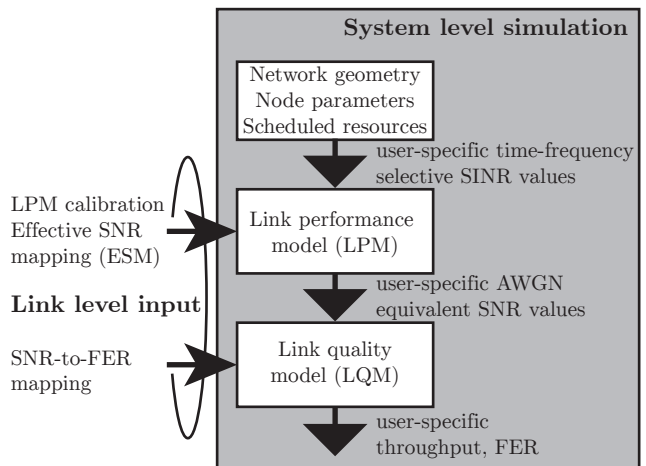 System level simulation
Network geometry
Node parameters
Scheduled resources
user-specific time-frequency
selective SINR values
LPM calibration
Effective SNR
mapping (ESM)
Link performance
model (LPM)
user-specific AWGN
equivalent SNR values
Link level input
SNR-to-FER
mapping
Link quality
model (LQM)
user-specific
throughput, FER